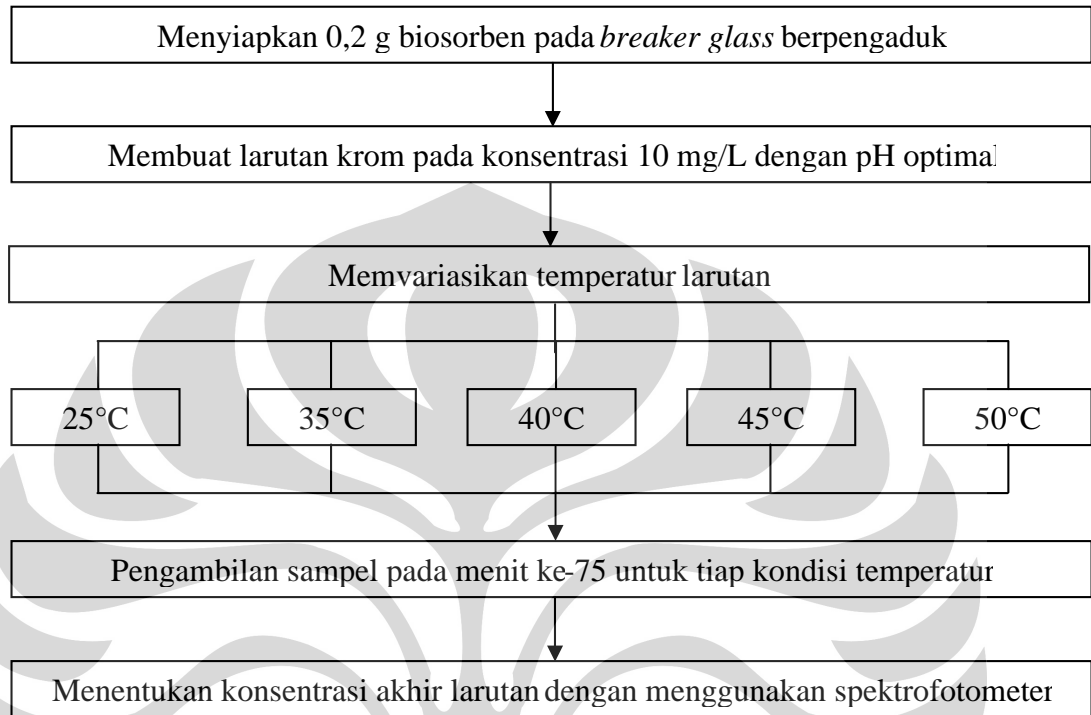 Menyiapkan 0,2 g biosorben pada breaker glass berpengaduk
Membuat larutan krom pada konsentrasi 10 mg/L dengan pH optimal
Memvariasikan temperatur larutan
25°C 35°C 40°C 45°C 50°C
Pengambilan sampel pada menit ke-75 untuk tiap kondisi temperatur
Menentukan konsentrasi akhir larutan dengan menggunakan spektrofotometer